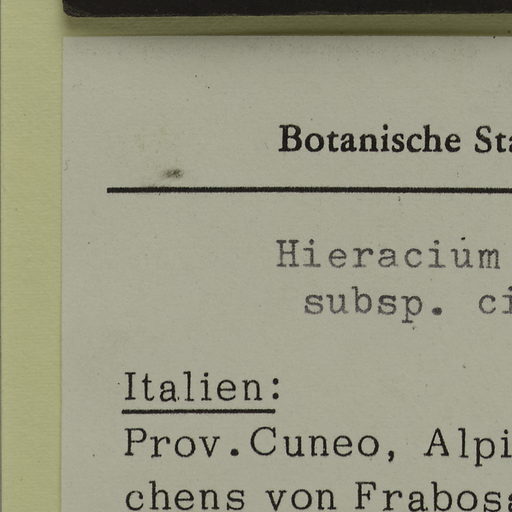 Botanische Sta
Hieracium
subsp. ci
Italien:
Prov.Cuneo, Alpi
chens von Frabosa